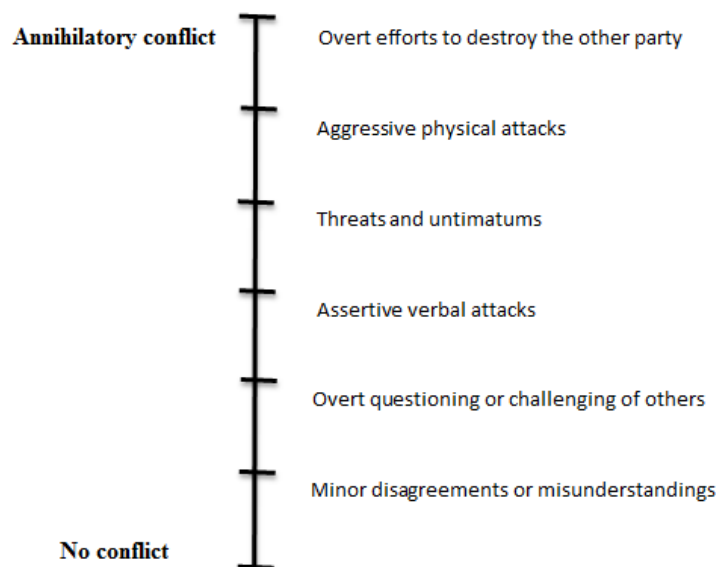 Annihilatory conflict
Overt efforts to destroy the other party
Aggressive physical attacks
Threats and untimatums
Assertive verbal attacks
Overt questioning or challenging of others
Minor disagreements or misunderstandings
No conflict